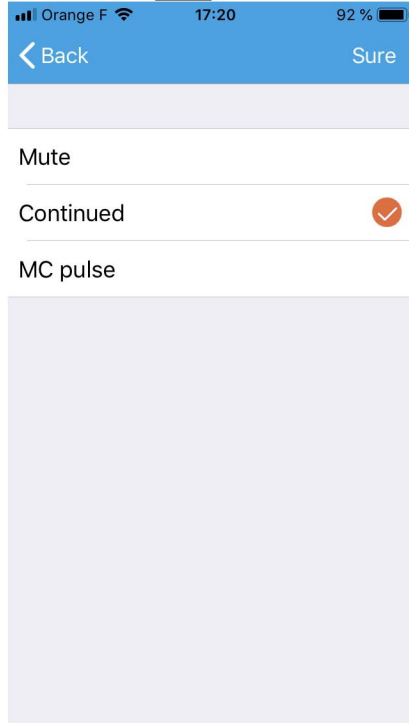 Orange F 17:20 92 %
Back Sure
Mute
Continued
MC pulse